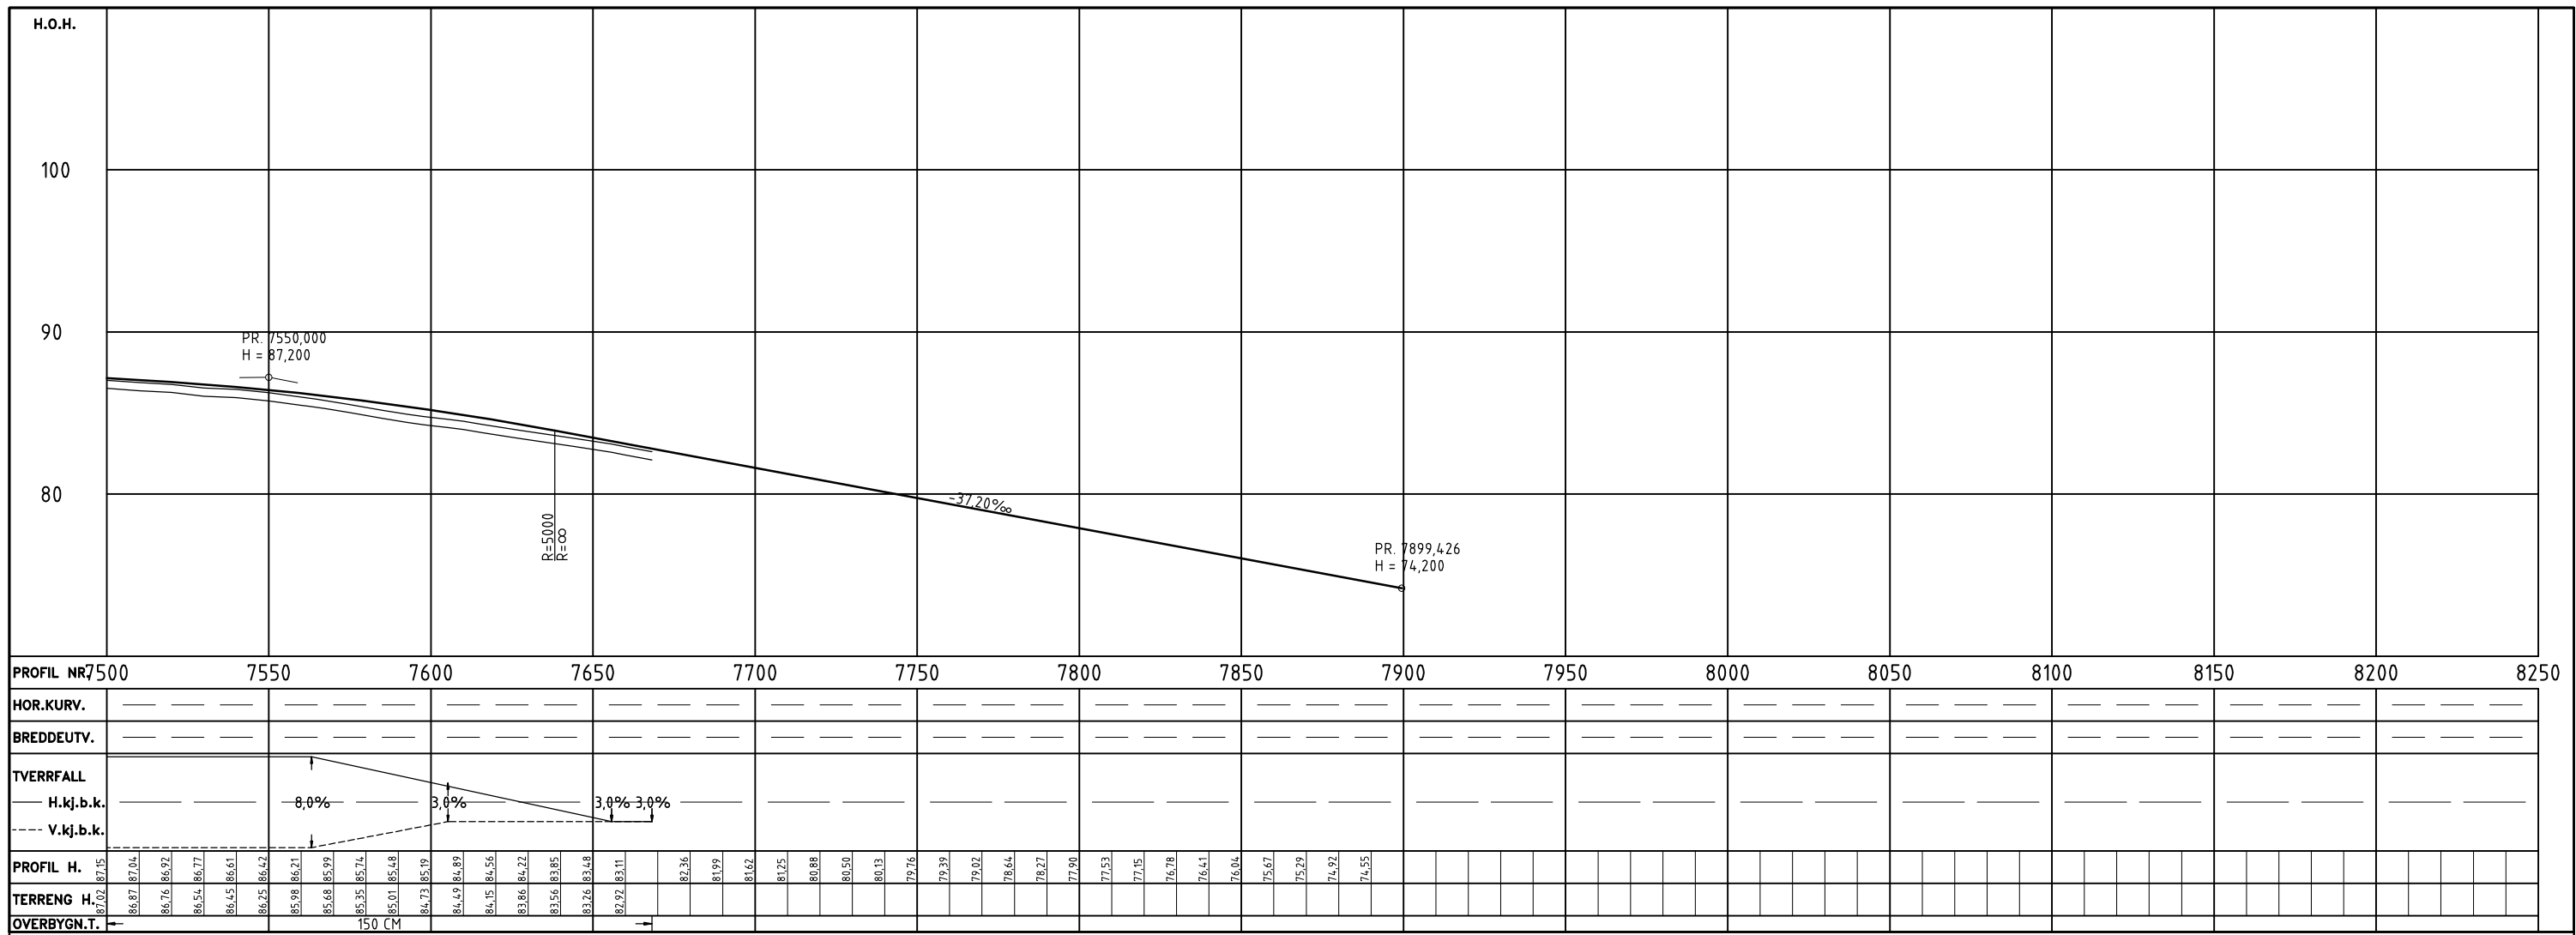 H.O.H.
100
90
80
PR. 7550,000
H = 87,200
R=5000
R=∞
-37,20‰
PR. 7899,426
H = 74,200
PROFIL NR. 7500 7550 7600 7650 7700 7750 7800 7850 7900 7950 8000 8050 8100 8150 8200 8250
HOR.KURV.
BREDDEUTV.
TVERRFALL
H.kj.b.k. 8,0% 3,0% 3,0% 3,0%
V.kj.b.k.
PROFIL H. 87,15 87,04 86,92 86,77 86,61 86,42 86,21 85,99 85,74 85,48 85,19 84,89 84,56 84,22 83,85 83,48 83,11 82,36 81,99 81,62 81,25 80,88 80,50 80,13 79,76 79,39 79,02 78,64 78,27 77,90 77,53 77,15 76,78 76,41 76,04 75,67 75,29 74,92 74,55
TERRENG H. 87,02 86,87 86,76 86,54 86,45 86,25 85,98 85,68 85,35 85,01 84,73 84,49 84,15 83,86 83,56 83,26 82,92
OVERBYGN.T. 150 CM